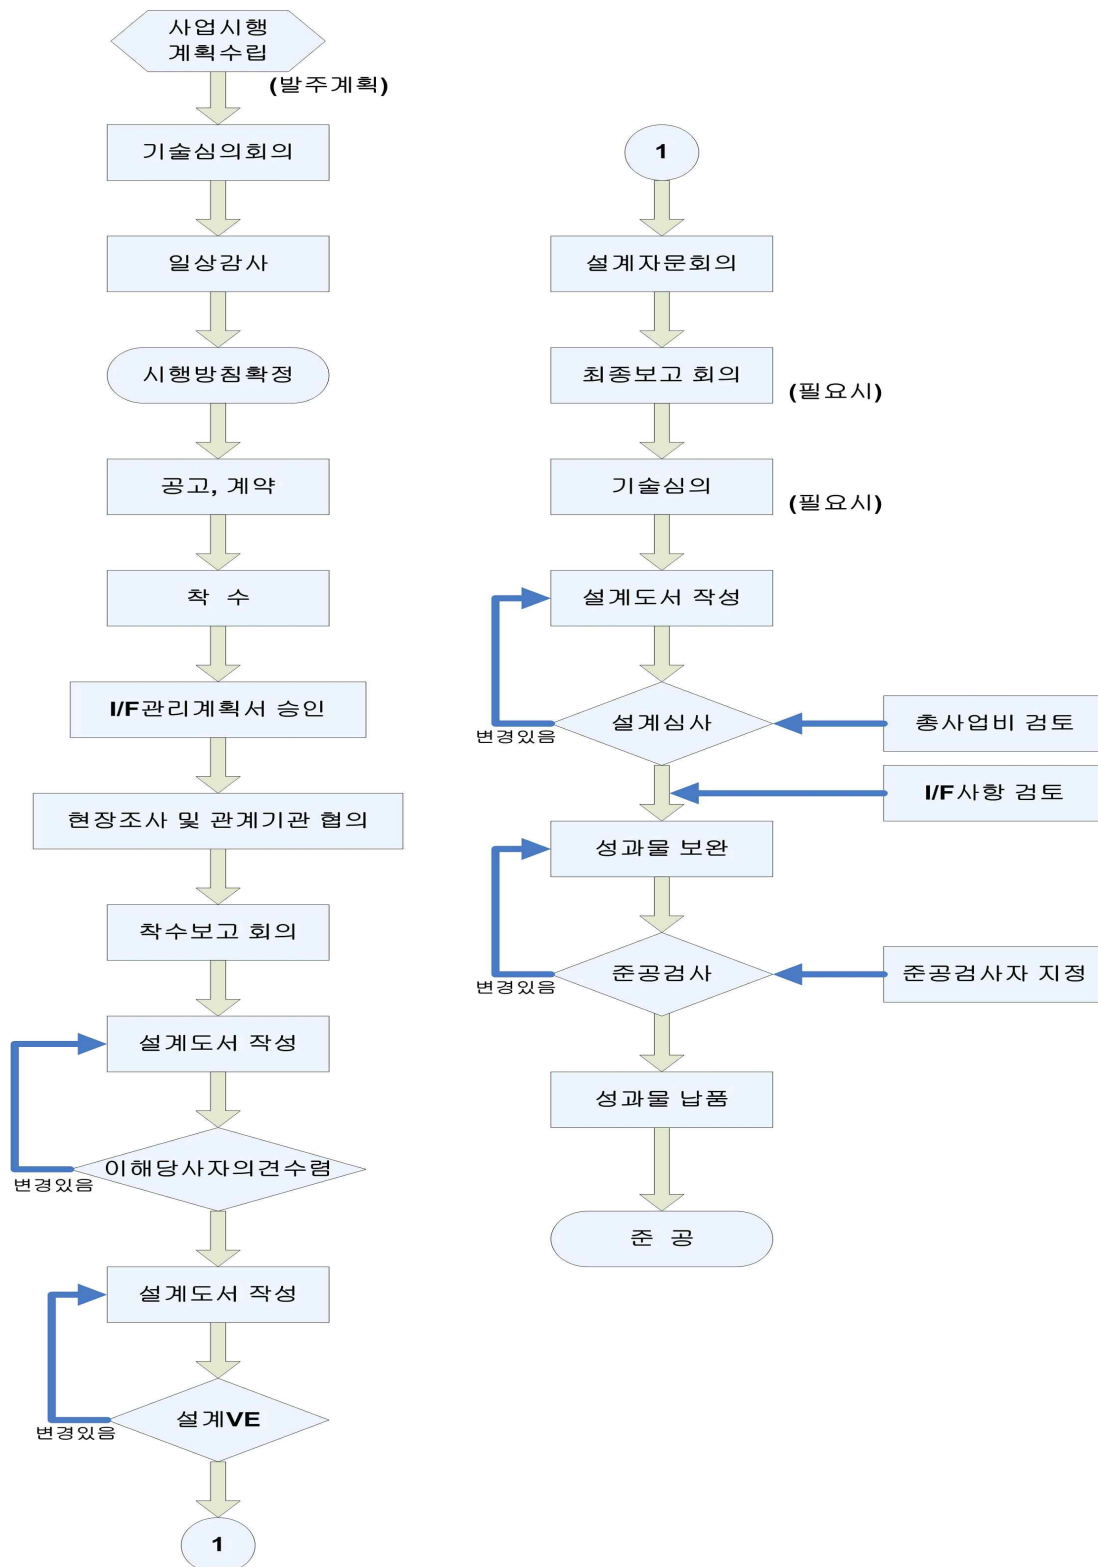 사업시행
계획수립
(발주계획)
기술심의회의
일상감사
시행방침확정
공고, 계약
착 수
I/F관리계획서 승인
현장조사 및 관계기관 협의
착수보고 회의
설계도서 작성
이해당사자의견수렴
변경있음
설계도서 작성
설계VE
변경있음
1
1
설계자문회의
최종보고 회의
(필요시)
기술심의
(필요시)
설계도서 작성
설계심사
변경있음
총사업비 검토
I/F사항 검토
성과물 보완
준공검사
변경있음
준공검사자 지정
성과물 납품
준 공